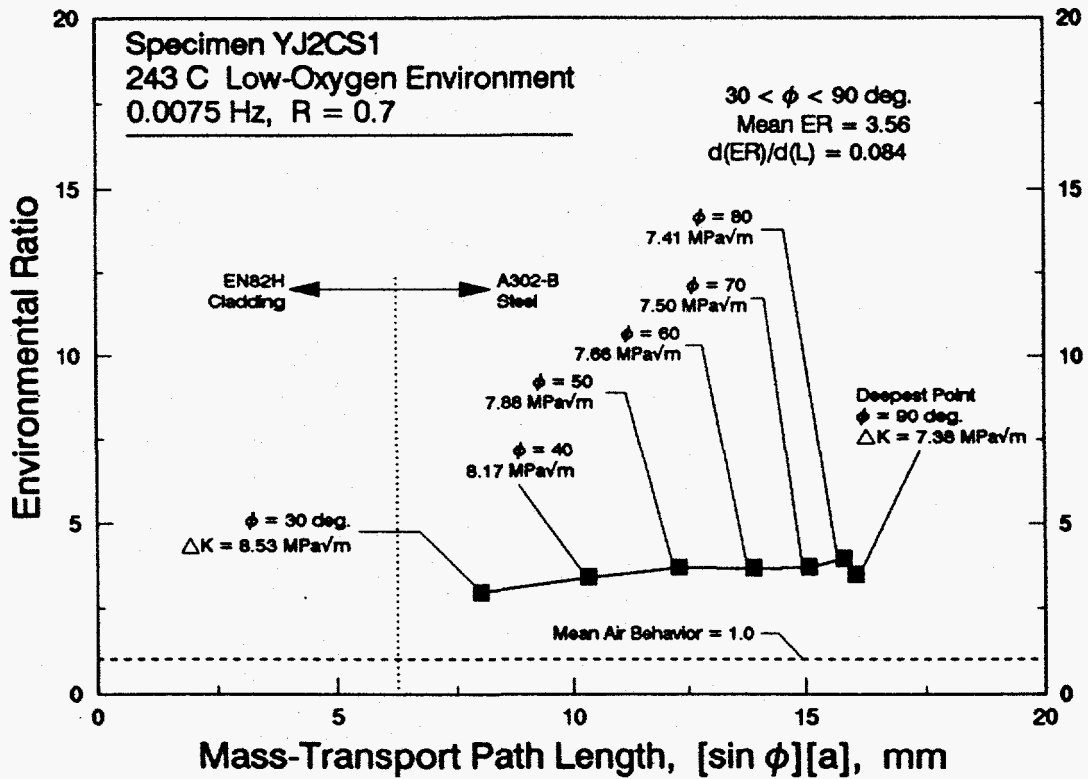 Specimen YJ2CS1
243 C Low-Oxygen Environment
0.0075 Hz, R = 0.7
30 < ϕ < 90 deg.
Mean ER = 3.56
d(ER)/d(L) = 0.084
ϕ = 80
7.41 MPa√m
EN82H
Cladding
A302-B
Steel
ϕ = 70
7.50 MPa√m
ϕ = 60
7.66 MPa√m
ϕ = 50
7.88 MPa√m
Deepest Point
ϕ = 90 deg.
△K = 7.38 MPa√m
ϕ = 40
8.17 MPa√m
ϕ = 30 deg.
△K = 8.53 MPa√m
Mean Air Behavior = 1.0
Environmental Ratio
20
15
10
5
0
20
15
10
5
0
0
5
10
15
20
Mass-Transport Path Length, [sin ϕ][a], mm